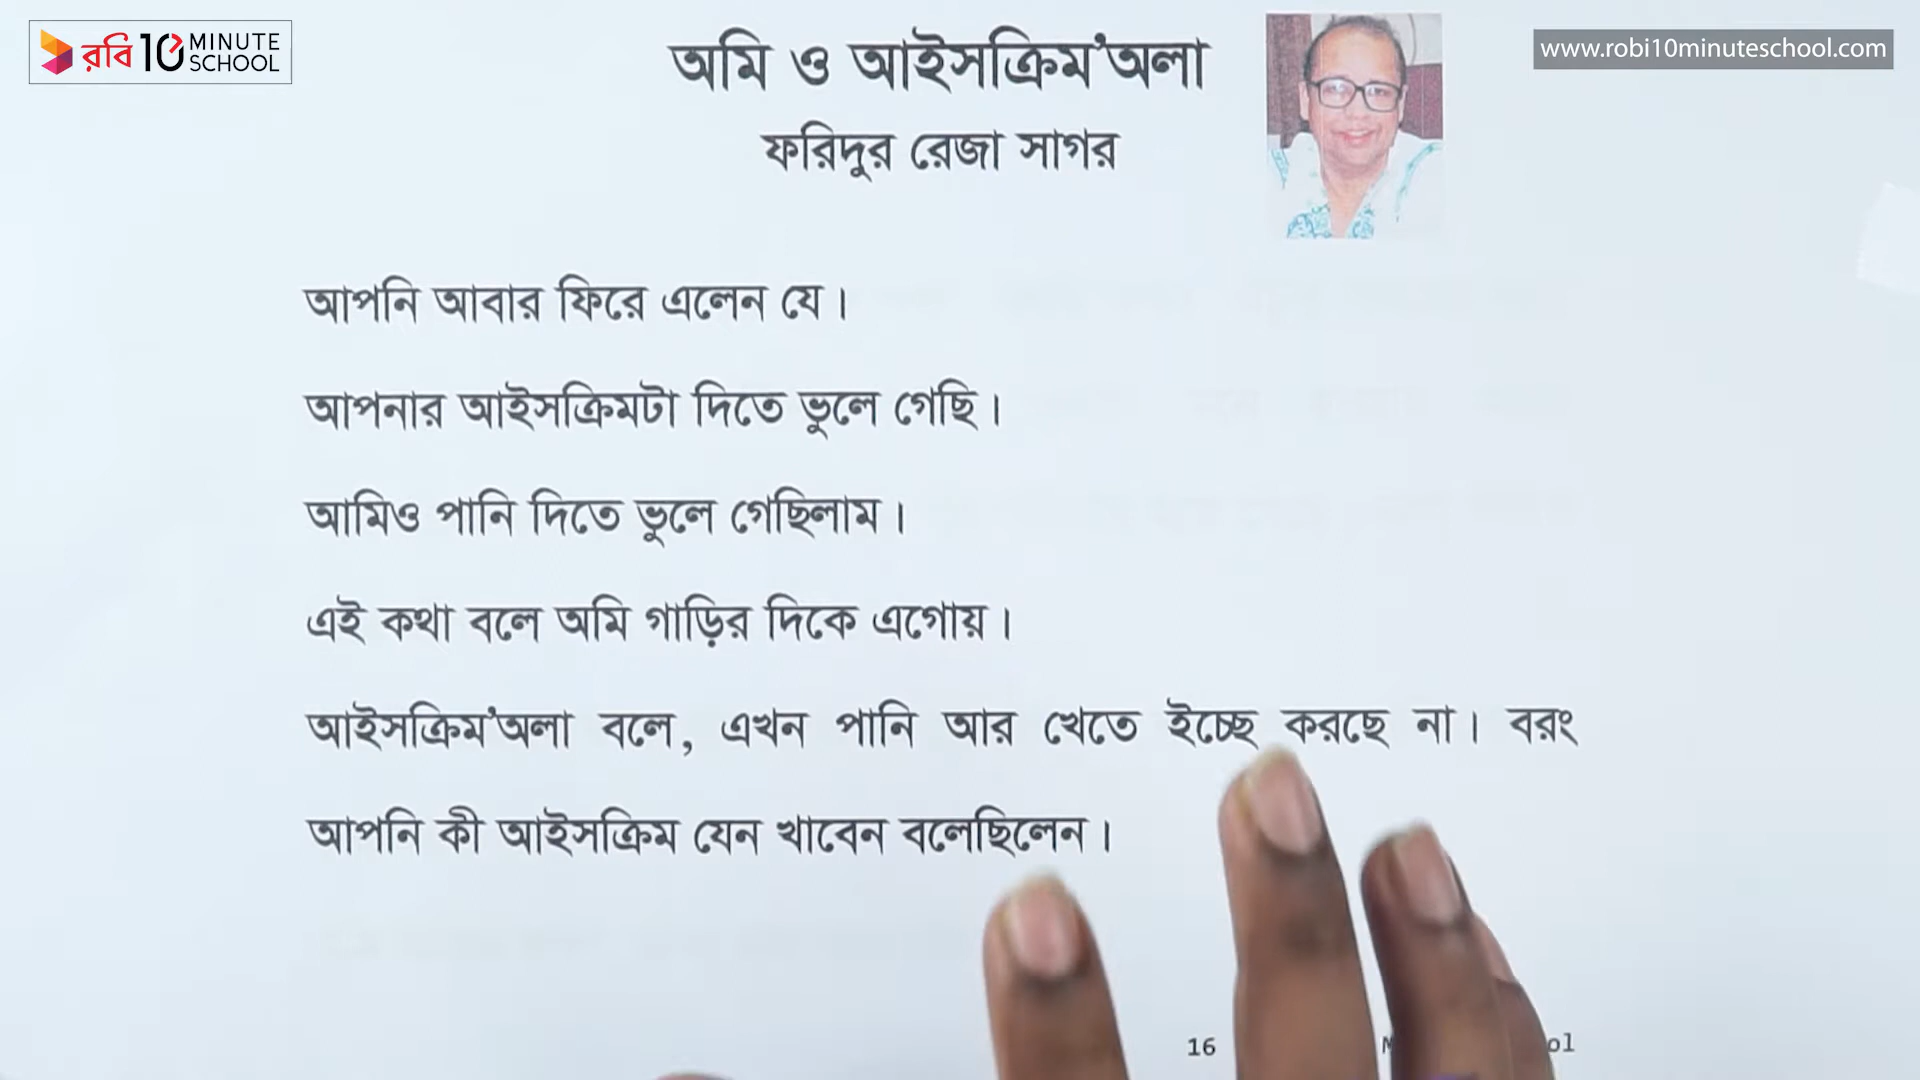 রবি 10 MINUTE SCHOOL
www.robi10minuteschool.com
অমি ও আইসক্রিম'অলা
ফরিদুর রেজা সাগর
আপনি আবার ফিরে এলেন যে।
আপনার আইসক্রিমটা দিতে ভুলে গেছি।
আমিও পানি দিতে ভুলে গেছিলাম।
এই কথা বলে অমি গাড়ির দিকে এগোয়।
আইসক্রিম'অলা বলে, এখন পানি আর খেতে ইচ্ছে করছে না। বরং
আপনি কী আইসক্রিম যেন খাবেন বলেছিলেন।
16